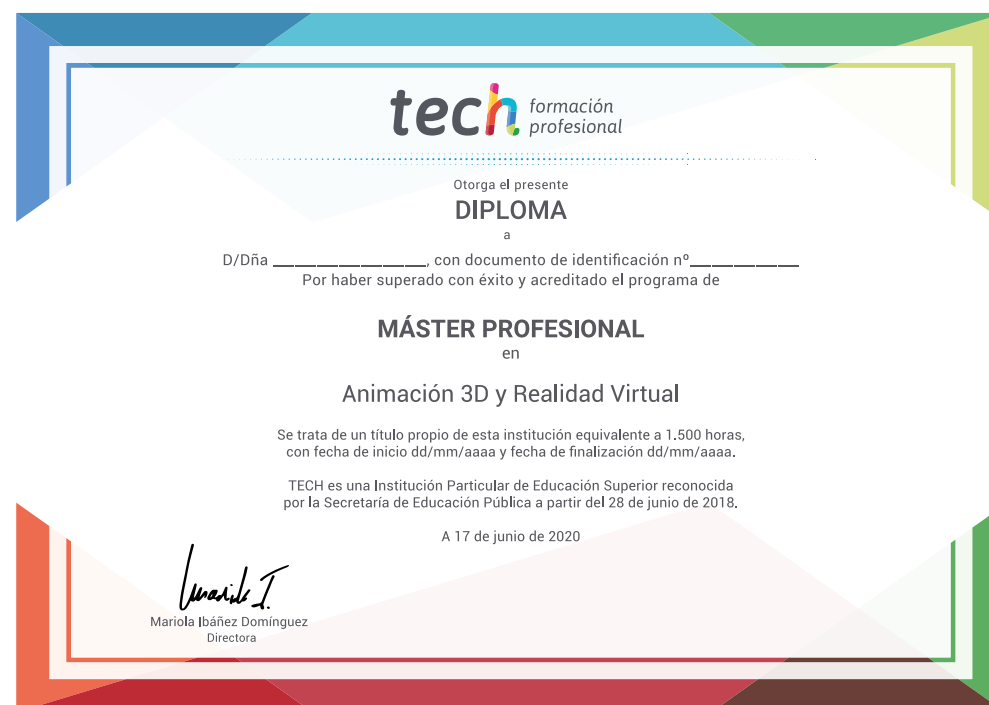 tech formación
profesional
Otorga el presente
DIPLOMA
a
D/Dña ______________, con documento de identificación nº__________
Por haber superado con éxito y acreditado el programa de
MÁSTER PROFESIONAL
en
Animación 3D y Realidad Virtual
Se trata de un título propio de esta institución equivalente a 1.500 horas,
con fecha de inicio dd/mm/aaaa y fecha de finalización dd/mm/aaaa.
TECH es una Institución Particular de Educación Superior reconocida
por la Secretaría de Educación Pública a partir del 28 de junio de 2018.
A 17 de junio de 2020
Mariola I.
Mariola Ibáñez Domínguez
Directora